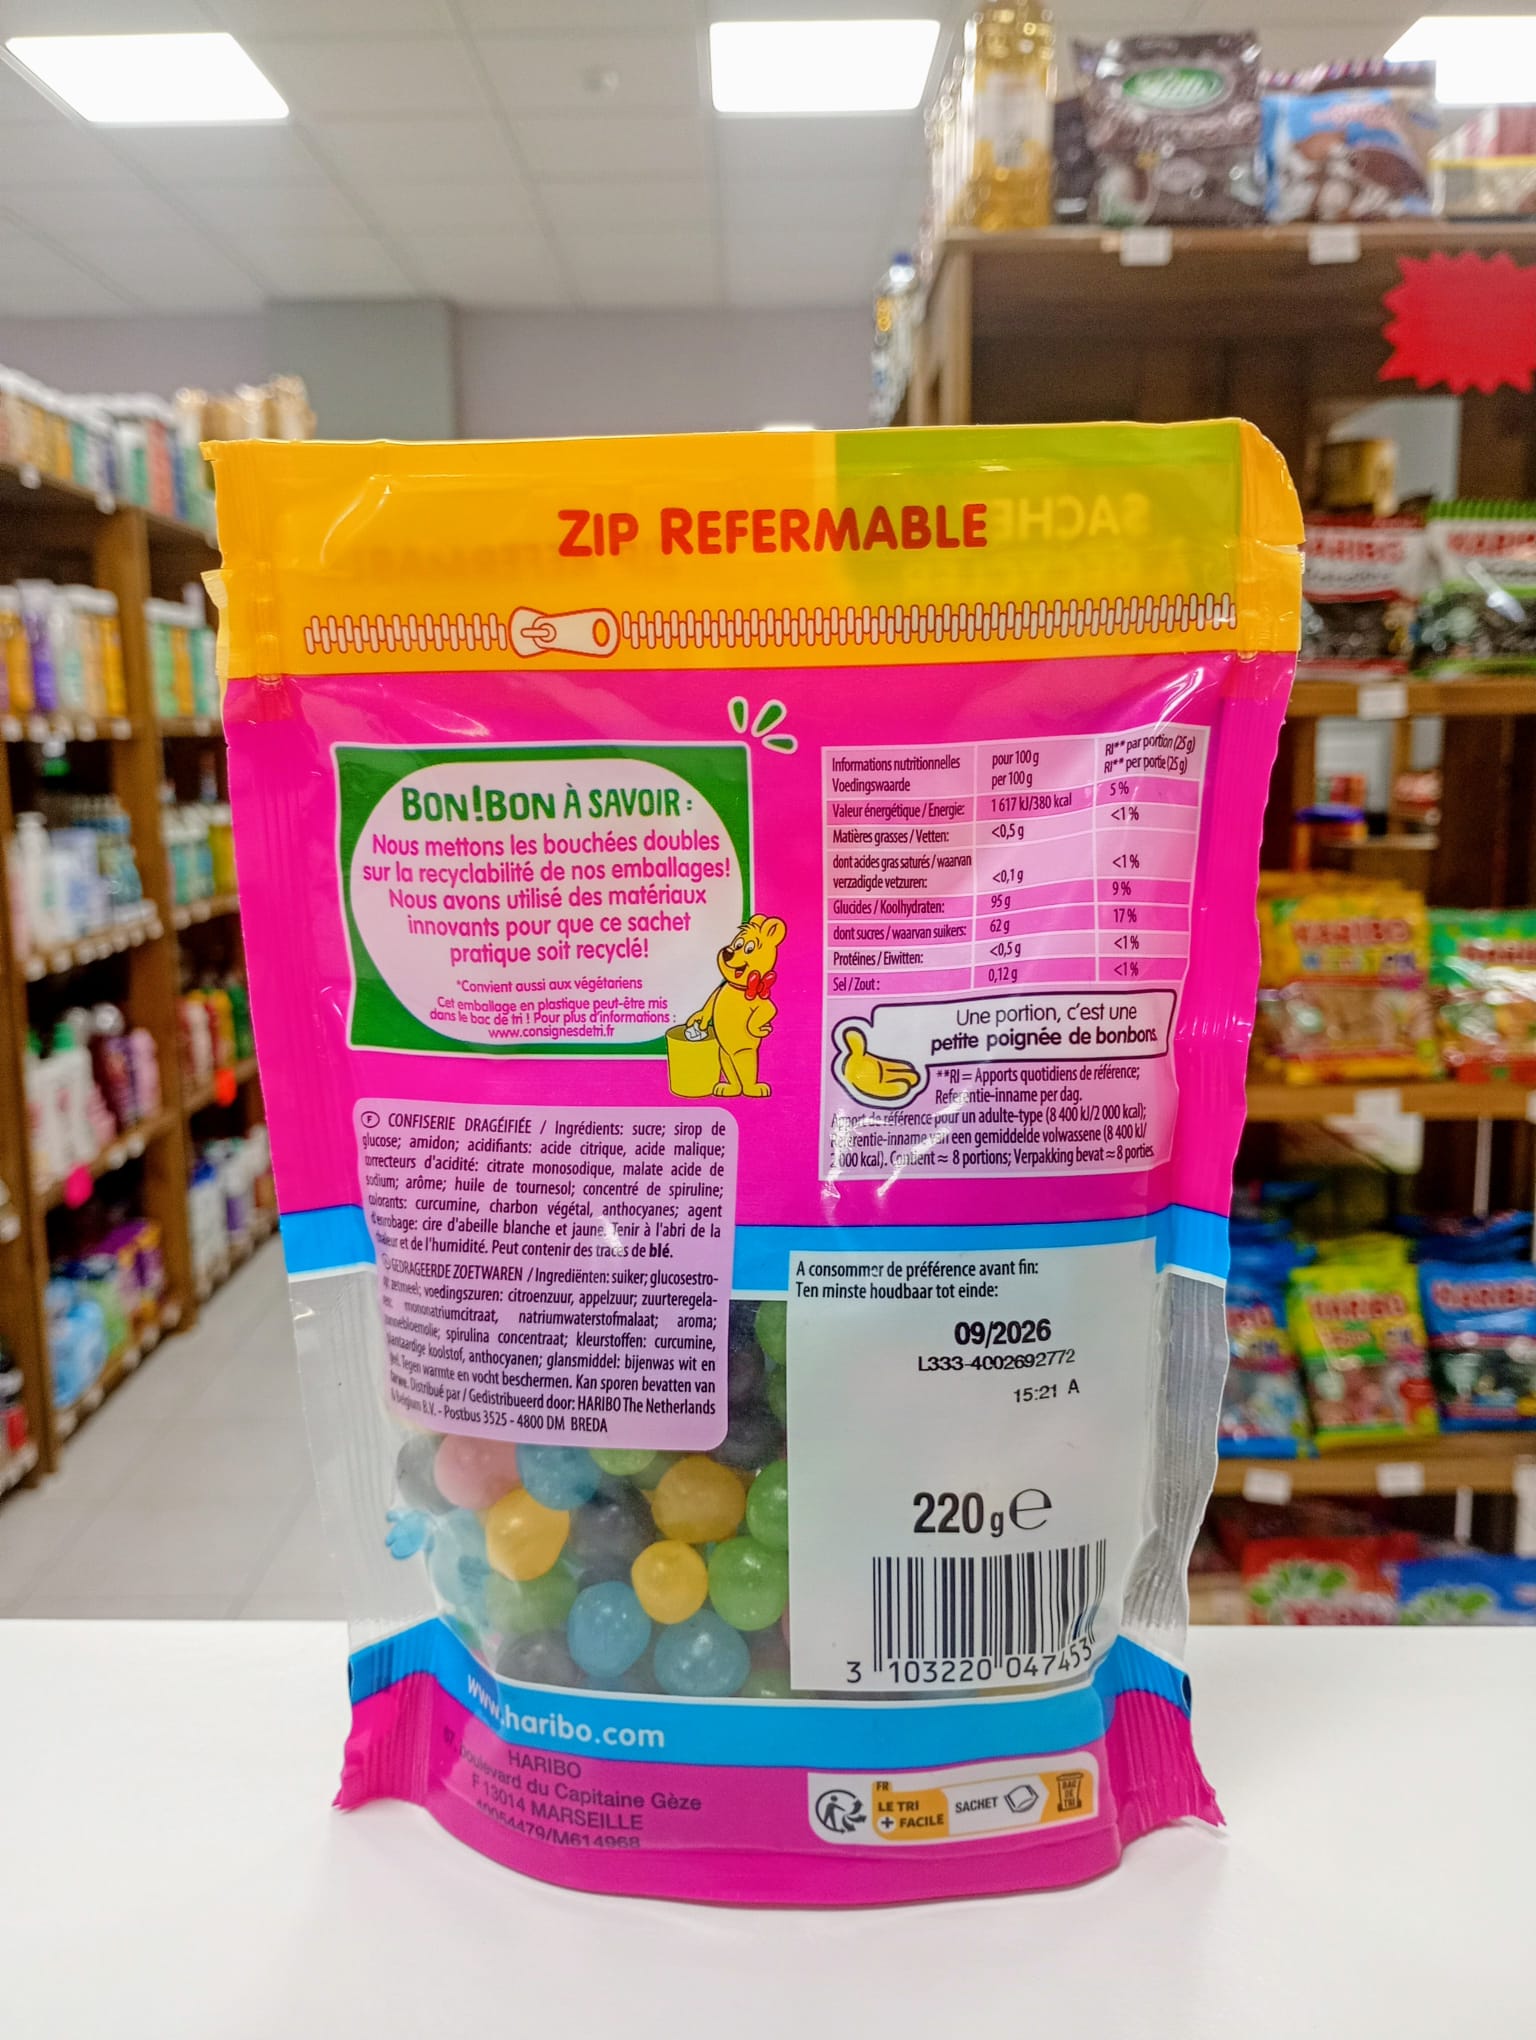 ZIP REFERMABLE
BON!BON À SAVOIR :
Nous mettons les bouchées doubles
sur la recyclabilité de nos emballages!
Nous avons utilisé des matériaux
innovants pour que ce sachet
pratique soit recyclé!
*Convient aussi aux végétariens
Cet emballage en plastique peut-être mis
dans le bac de tri ! Pour plus d'informations :
www.consignesdetri.fr
Informations nutritionnelles pour 100 g RI** par portion (25 g)
Voedingswaarde per 100 g RI** per portie (25 g)
Valeur énergétique / Energie: 1 617 kJ/380 kcal 5 %
Matières grasses / Vetten: <0,5 g <1 %
dont acides gras saturés / waarvan
verzadigde vetzuren: <0,1 g <1 %
Glucides / Koolhydraten: 95 g 9 %
dont sucres / waarvan suikers: 62 g 17 %
Protéines / Eiwitten: <0,5 g <1 %
Sel / Zout: 0,12 g <1 %
Une portion, c'est une
petite poignée de bonbons.
**RI = Apports quotidiens de référence;
Referentie-inname per dag.
Apport de référence pour un adulte-type (8 400 kJ/2 000 kcal);
Referentie-inname van een gemiddelde volwassene (8 400 kJ/
2 000 kcal). Contient ≈ 8 portions; Verpakking bevat ≈ 8 porties.
F CONFISERIE DRAGÉIFIÉE / Ingrédients: sucre; sirop de
glucose; amidon; acidifiants: acide citrique, acide malique;
correcteurs d'acidité: citrate monosodique, malate acide de
sodium; arôme; huile de tournesol; concentré de spiruline;
colorants: curcumine, charbon végétal, anthocyanes; agent
d'enrobage: cire d'abeille blanche et jaune. Tenir à l'abri de la
chaleur et de l'humidité. Peut contenir des traces de blé.
GEDRAGEERDE ZOETWAREN / Ingrediënten: suiker; glucosestro-
zetmeel; voedingszuren: citroenzuur, appelzuur; zuurteregela-
mononatriumcitraat, natriumwaterstofmalaat; aroma;
zonnebloemolie; spirulina concentraat; kleurstoffen: curcumine,
plantaardige koolstof, anthocyanen; glansmiddel: bijenwas wit en
geel. Tegen warmte en vocht beschermen. Kan sporen bevatten van
tarwe. Distribué par / Gedistribueerd door: HARIBO The Netherlands
& Belgium B.V. - Postbus 3525 - 4800 DM BREDA
A consommer de préférence avant fin:
Ten minste houdbaar tot einde:
09/2026
L333-4002692772
15:21 A
220 g e
3 103220 047453
www.haribo.com
HARIBO
boulevard du Capitaine Gèze
F 13014 MARSEILLE
40054479/M614968
FR
LE TRI
+ FACILE
SACHET
BAC
DE
TRI